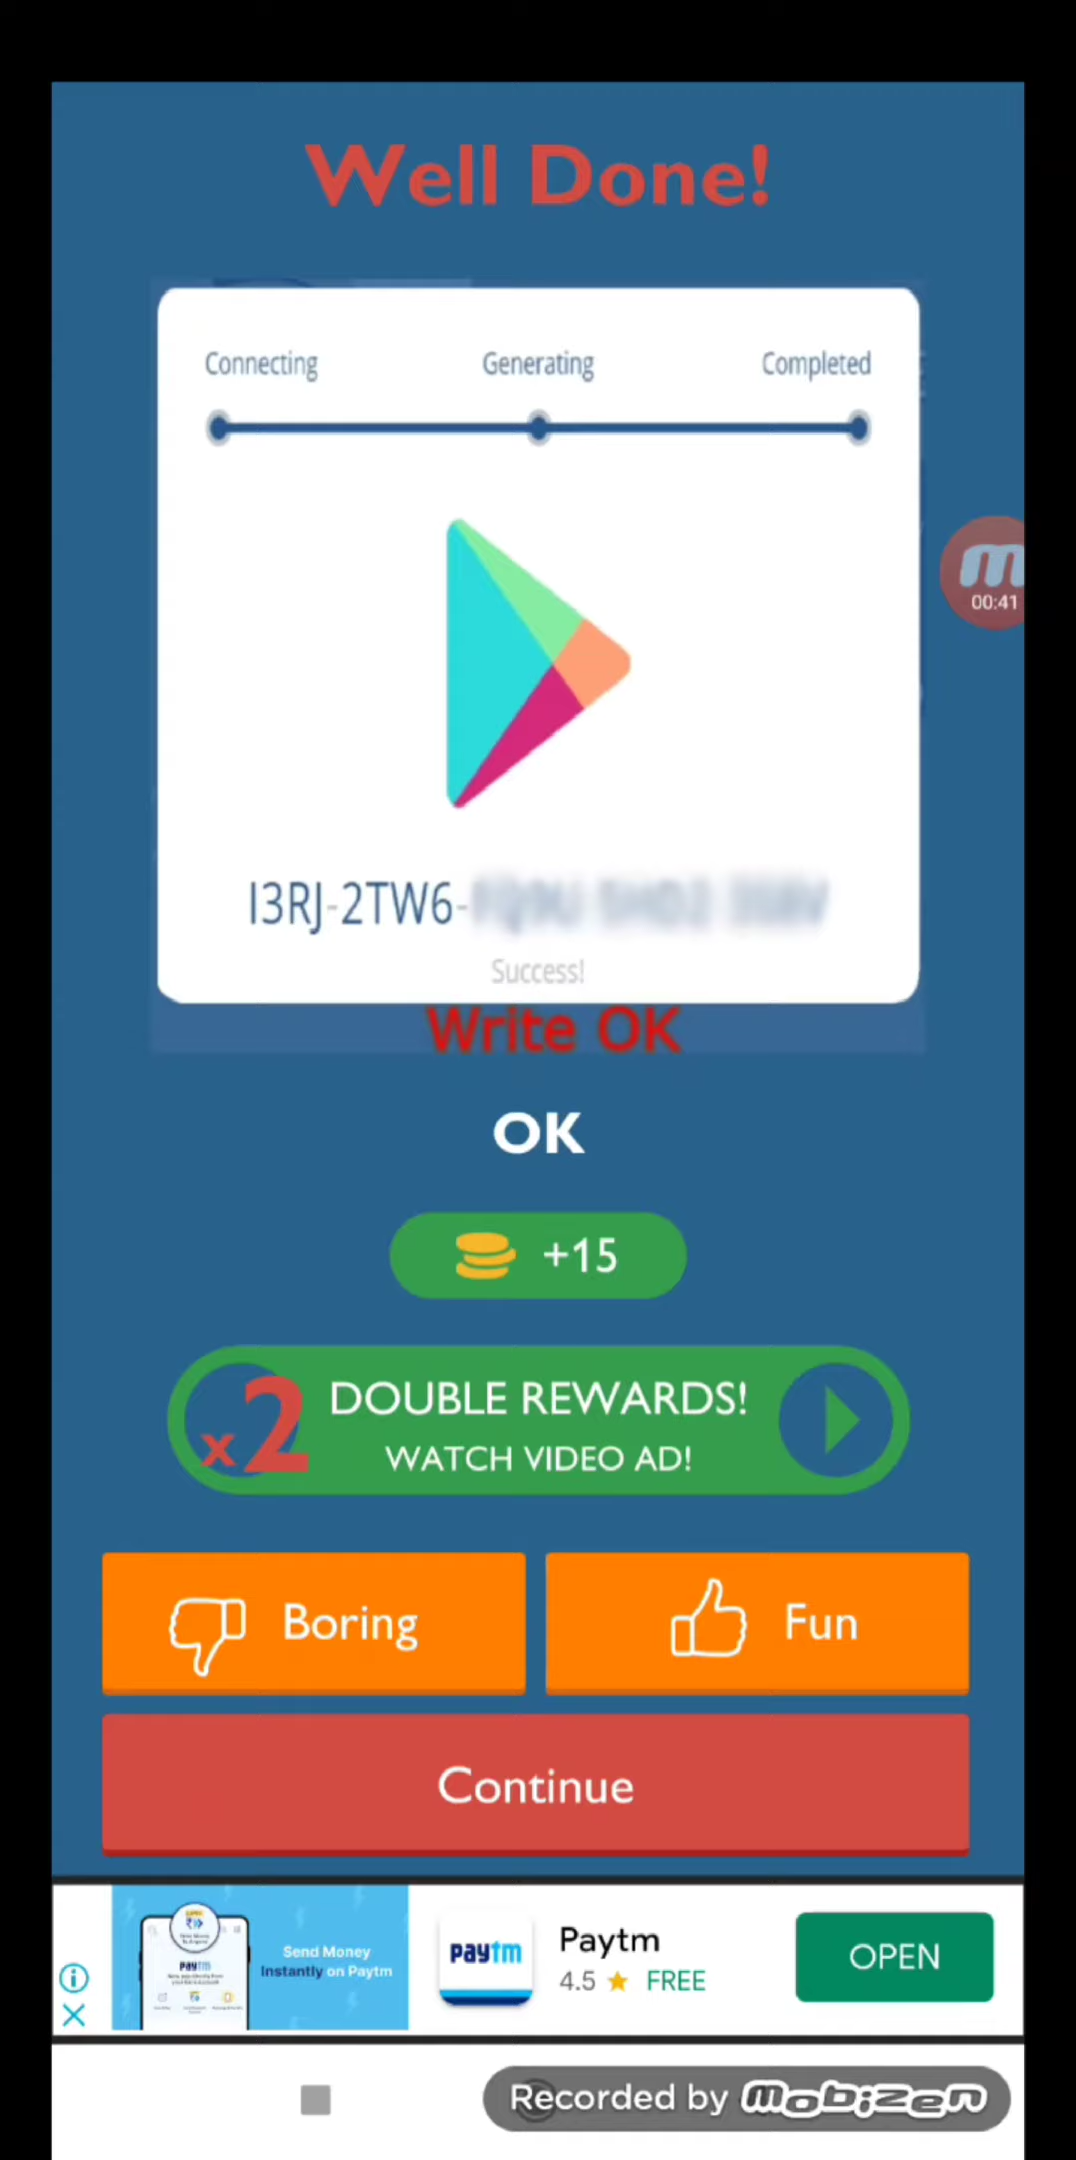 Well Done!
Connecting Generating Completed
m
00:41
I3RJ-2TW6-
Success!
Write OK
OK
+15
x2
DOUBLE REWARDS!
WATCH VIDEO AD!
Boring
Fun
Continue
Send Money
Instantly on Paytm
paytm
Paytm
4.5 ★ FREE
OPEN
Recorded by mobizen